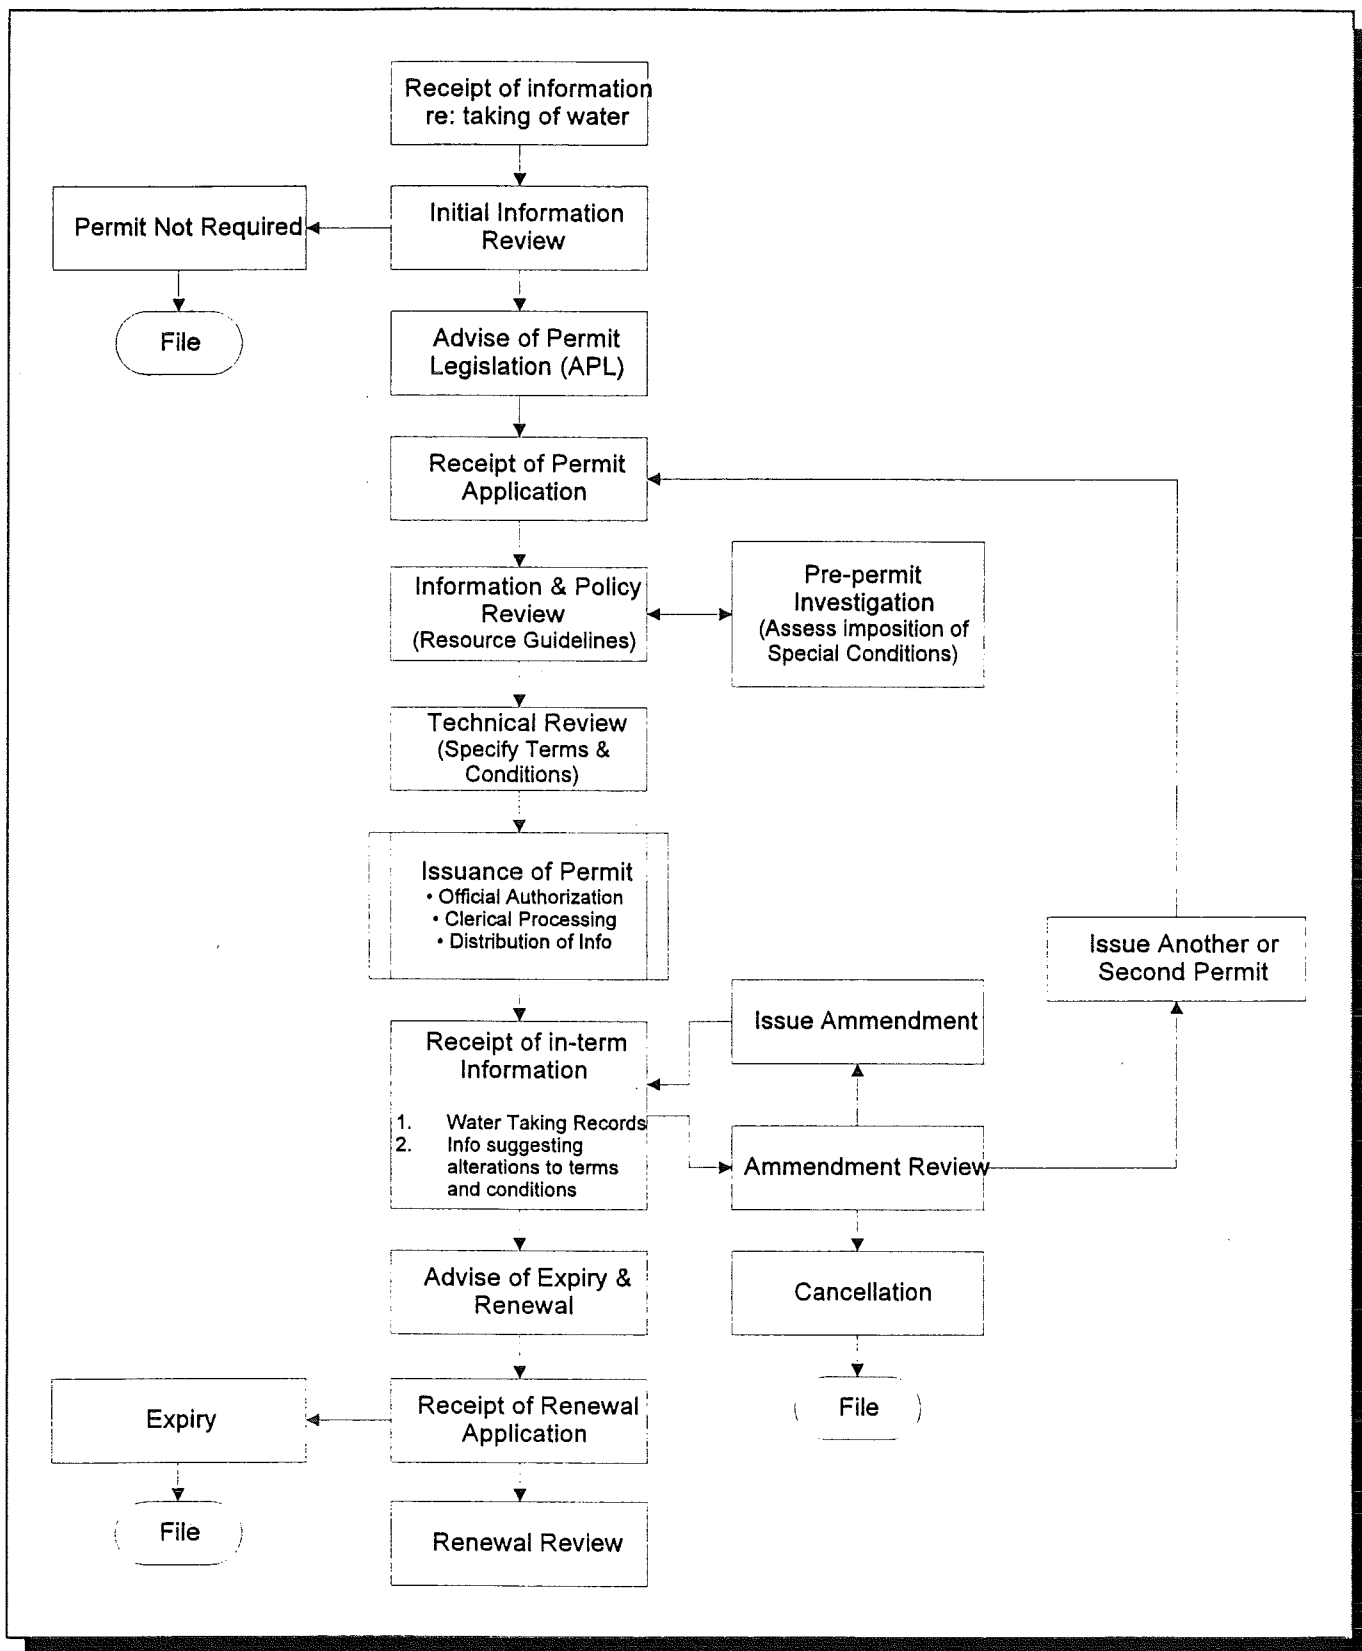 Receipt of information
re: taking of water
Permit Not Required
Initial Information
Review
File
Advise of Permit
Legislation (APL)
Receipt of Permit
Application
Information & Policy
Review
(Resource Guidelines)
Pre-permit
Investigation
(Assess imposition of
Special Conditions)
Technical Review
(Specify Terms &
Conditions)
Issuance of Permit
• Official Authorization
• Clerical Processing
• Distribution of Info
Issue Another or
Second Permit
Issue Ammendment
Receipt of in-term
Information
1. Water Taking Records
2. Info suggesting
alterations to terms
and conditions
Ammendment Review
Advise of Expiry &
Renewal
Cancellation
Expiry
Receipt of Renewal
Application
File
File
Renewal Review